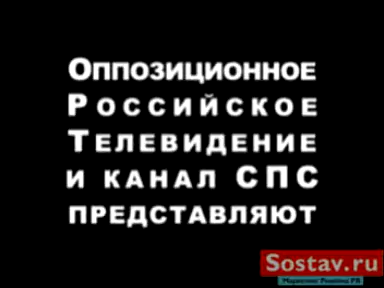 Оппозиционное
Российское
Телевидение
и канал СПС
представляют
Sostav.ru